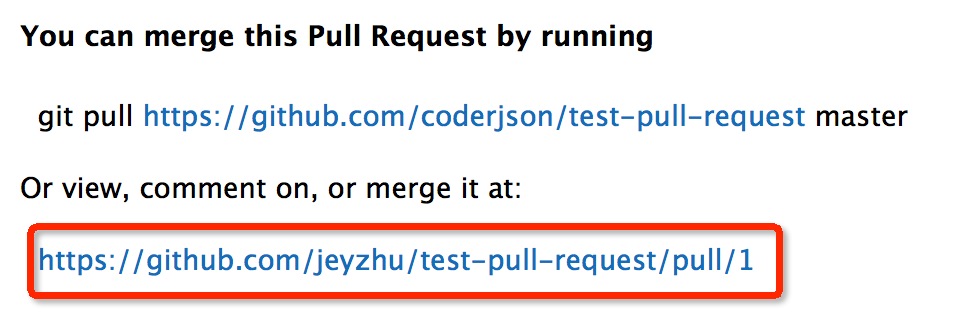 You can merge this Pull Request by running
git pull https://github.com/coderjson/test-pull-request master
Or view, comment on, or merge it at:
https://github.com/jeyzhu/test-pull-request/pull/1